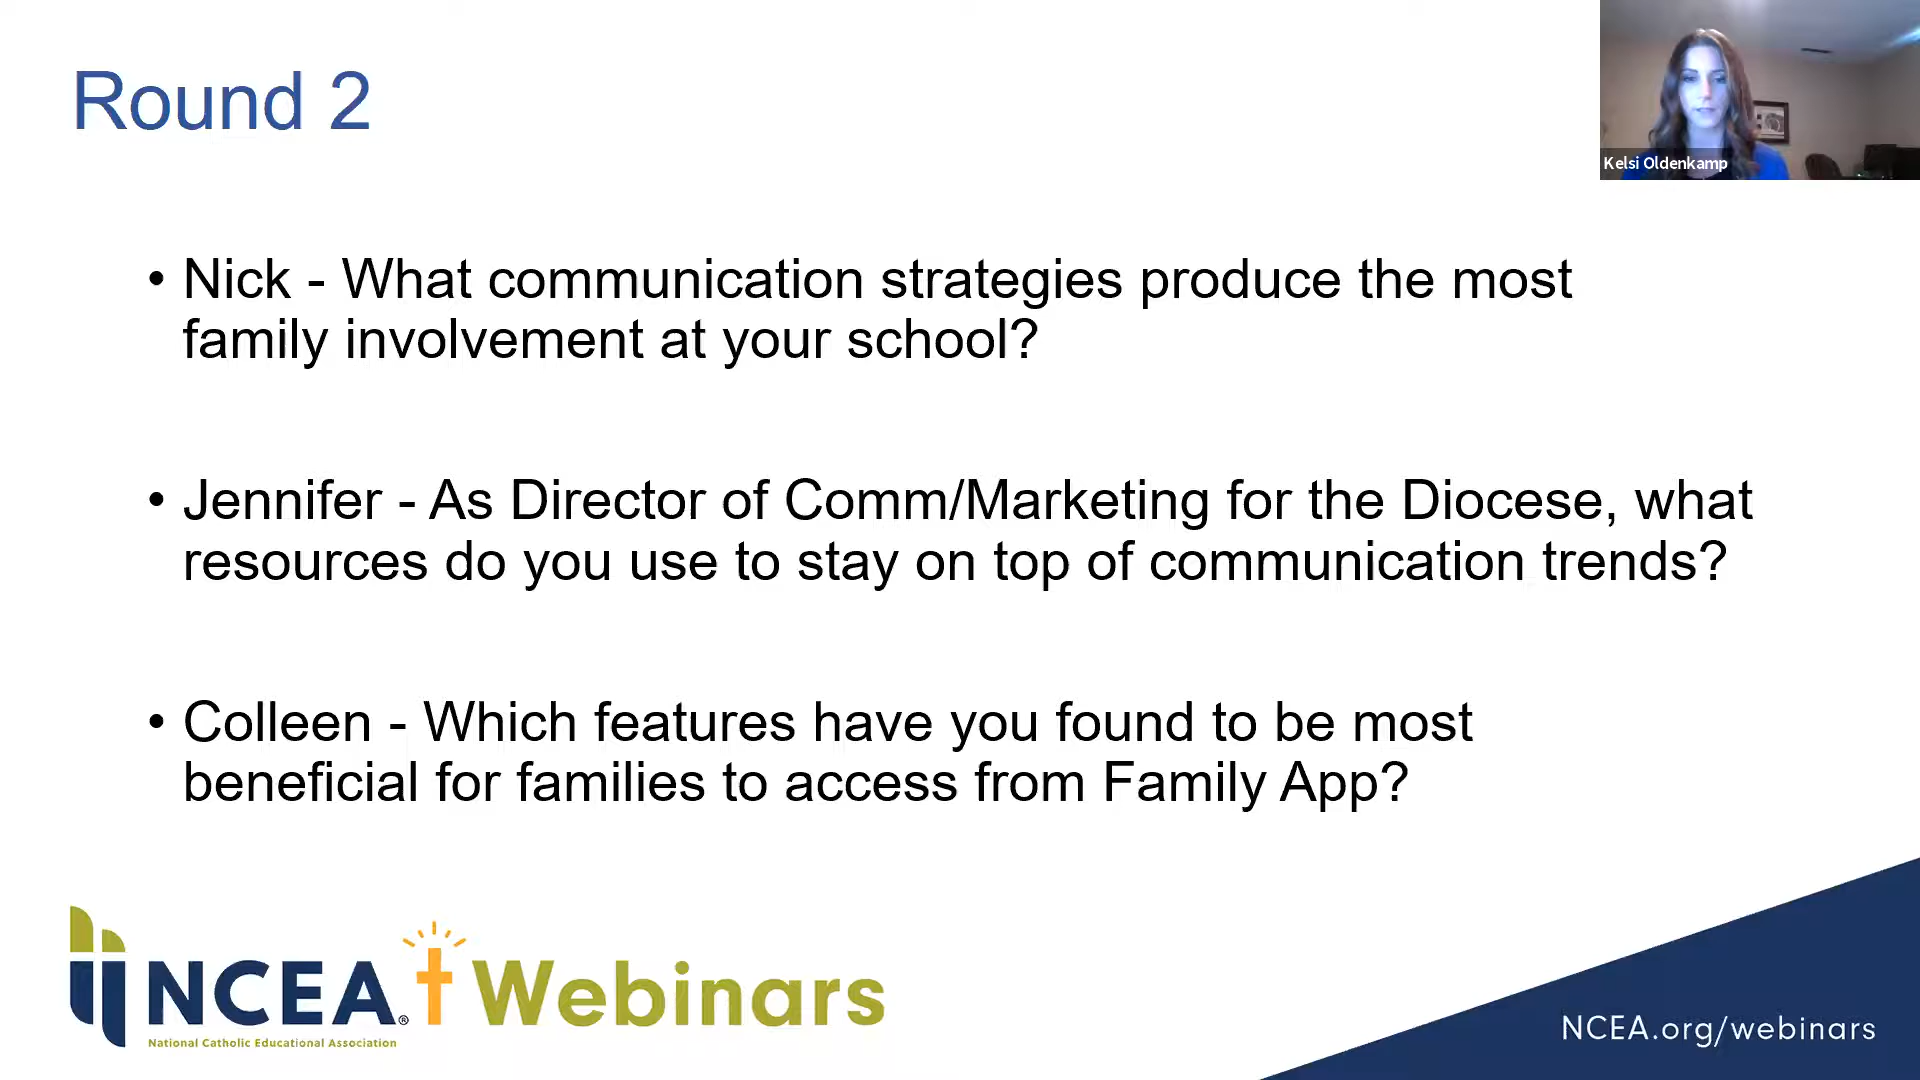 Round 2
Kelsi Oldenkamp
• Nick - What communication strategies produce the most
family involvement at your school?
• Jennifer - As Director of Comm/Marketing for the Diocese, what
resources do you use to stay on top of communication trends?
• Colleen - Which features have you found to be most
beneficial for families to access from Family App?
NCEA® Webinars
National Catholic Educational Association
NCEA.org/webinars